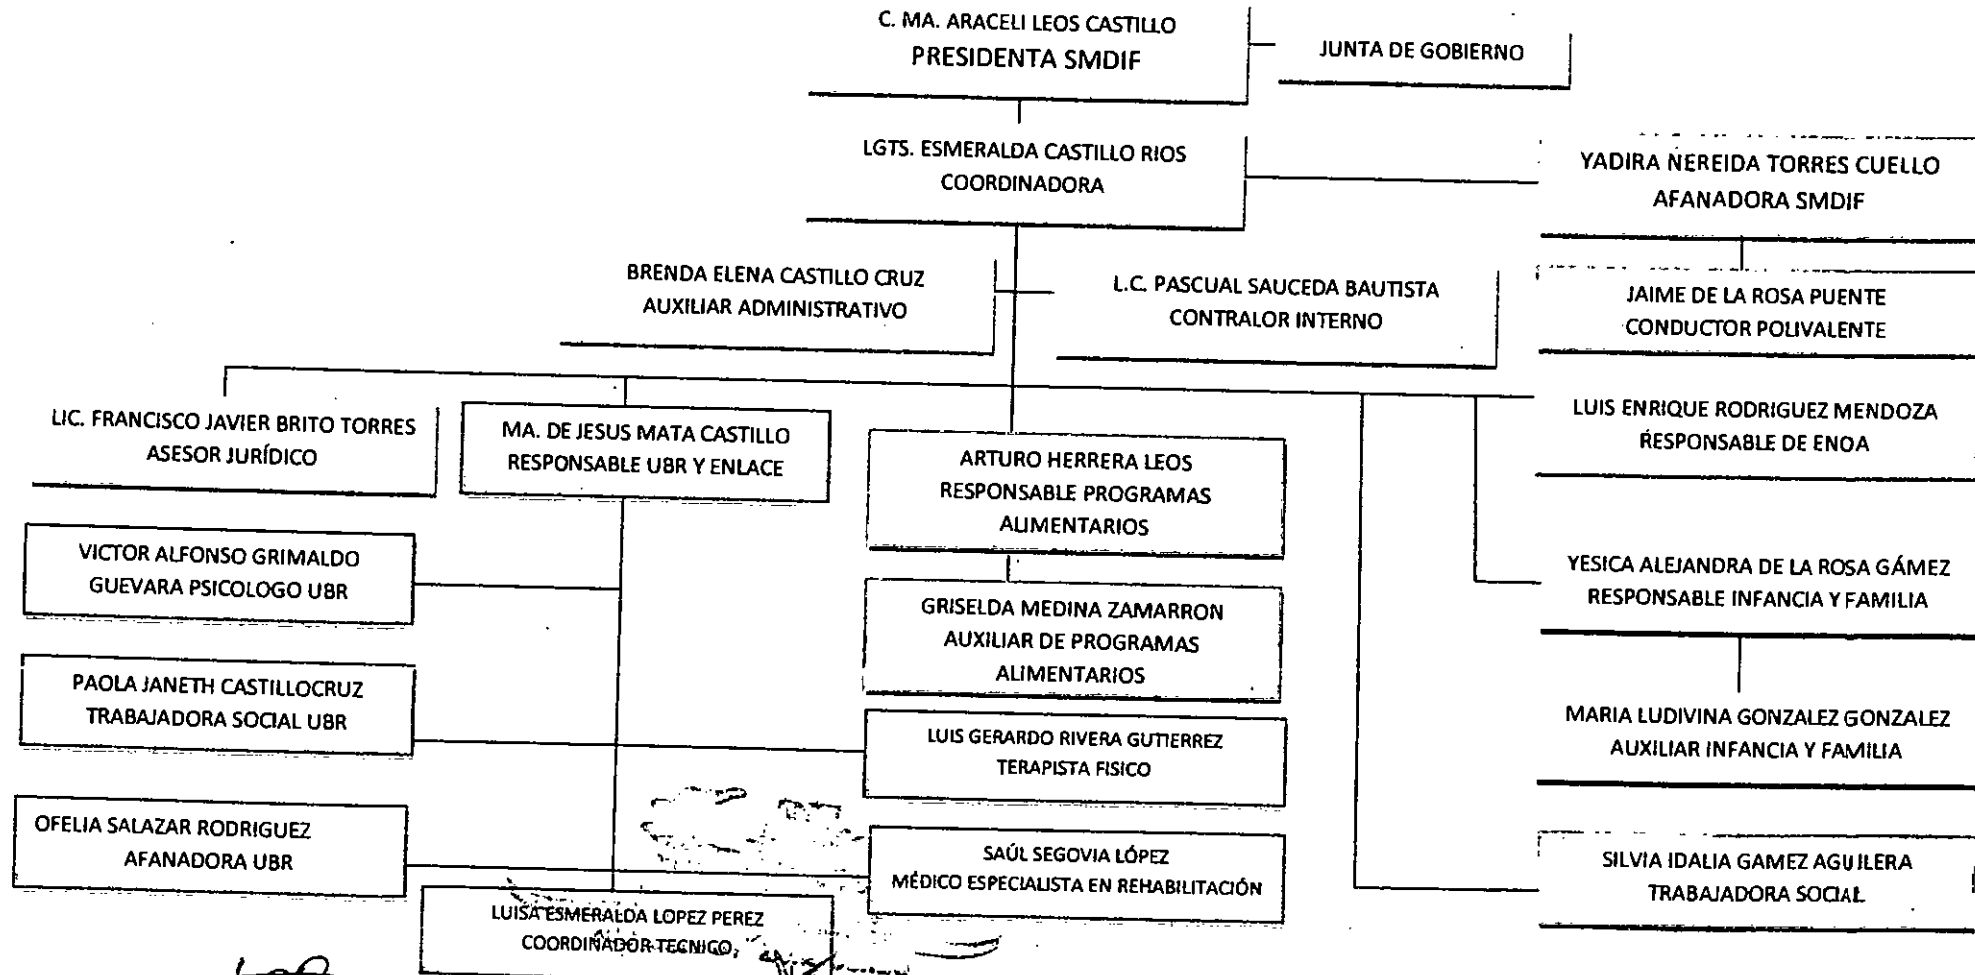 C. MA. ARACELI LEOS CASTILLO
PRESIDENTA SMDIF
JUNTA DE GOBIERNO
LGTS. ESMERALDA CASTILLO RIOS
COORDINADORA
YADIRA NEREIDA TORRES CUELLO
AFANADORA SMDIF
BRENDA ELENA CASTILLO CRUZ
AUXILIAR ADMINISTRATIVO
L.C. PASCUAL SAUCEDA BAUTISTA
CONTRALOR INTERNO
JAIME DE LA ROSA PUENTE
CONDUCTOR POLIVALENTE
LIC. FRANCISCO JAVIER BRITO TORRES
ASESOR JURÍDICO
MA. DE JESUS MATA CASTILLO
RESPONSABLE UBR Y ENLACE
ARTURO HERRERA LEOS
RESPONSABLE PROGRAMAS
ALIMENTARIOS
LUIS ENRIQUE RODRIGUEZ MENDOZA
RESPONSABLE DE ENOA
VICTOR ALFONSO GRIMALDO
GUEVARA PSICOLOGO UBR
GRISELDA MEDINA ZAMARRON
AUXILIAR DE PROGRAMAS
ALIMENTARIOS
YESICA ALEJANDRA DE LA ROSA GÁMEZ
RESPONSABLE INFANCIA Y FAMILIA
PAOLA JANETH CASTILLOCRUZ
TRABAJADORA SOCIAL UBR
LUIS GERARDO RIVERA GUTIERREZ
TERAPISTA FISICO
MARIA LUDIVINA GONZALEZ GONZALEZ
AUXILIAR INFANCIA Y FAMILIA
OFELIA SALAZAR RODRIGUEZ
AFANADORA UBR
SAÚL SEGOVIA LÓPEZ
MÉDICO ESPECIALISTA EN REHABILITACIÓN
SILVIA IDALIA GAMEZ AGUILERA
TRABAJADORA SOCIAL
LUISA ESMERALDA LOPEZ PEREZ
COORDINADOR TECNICO,